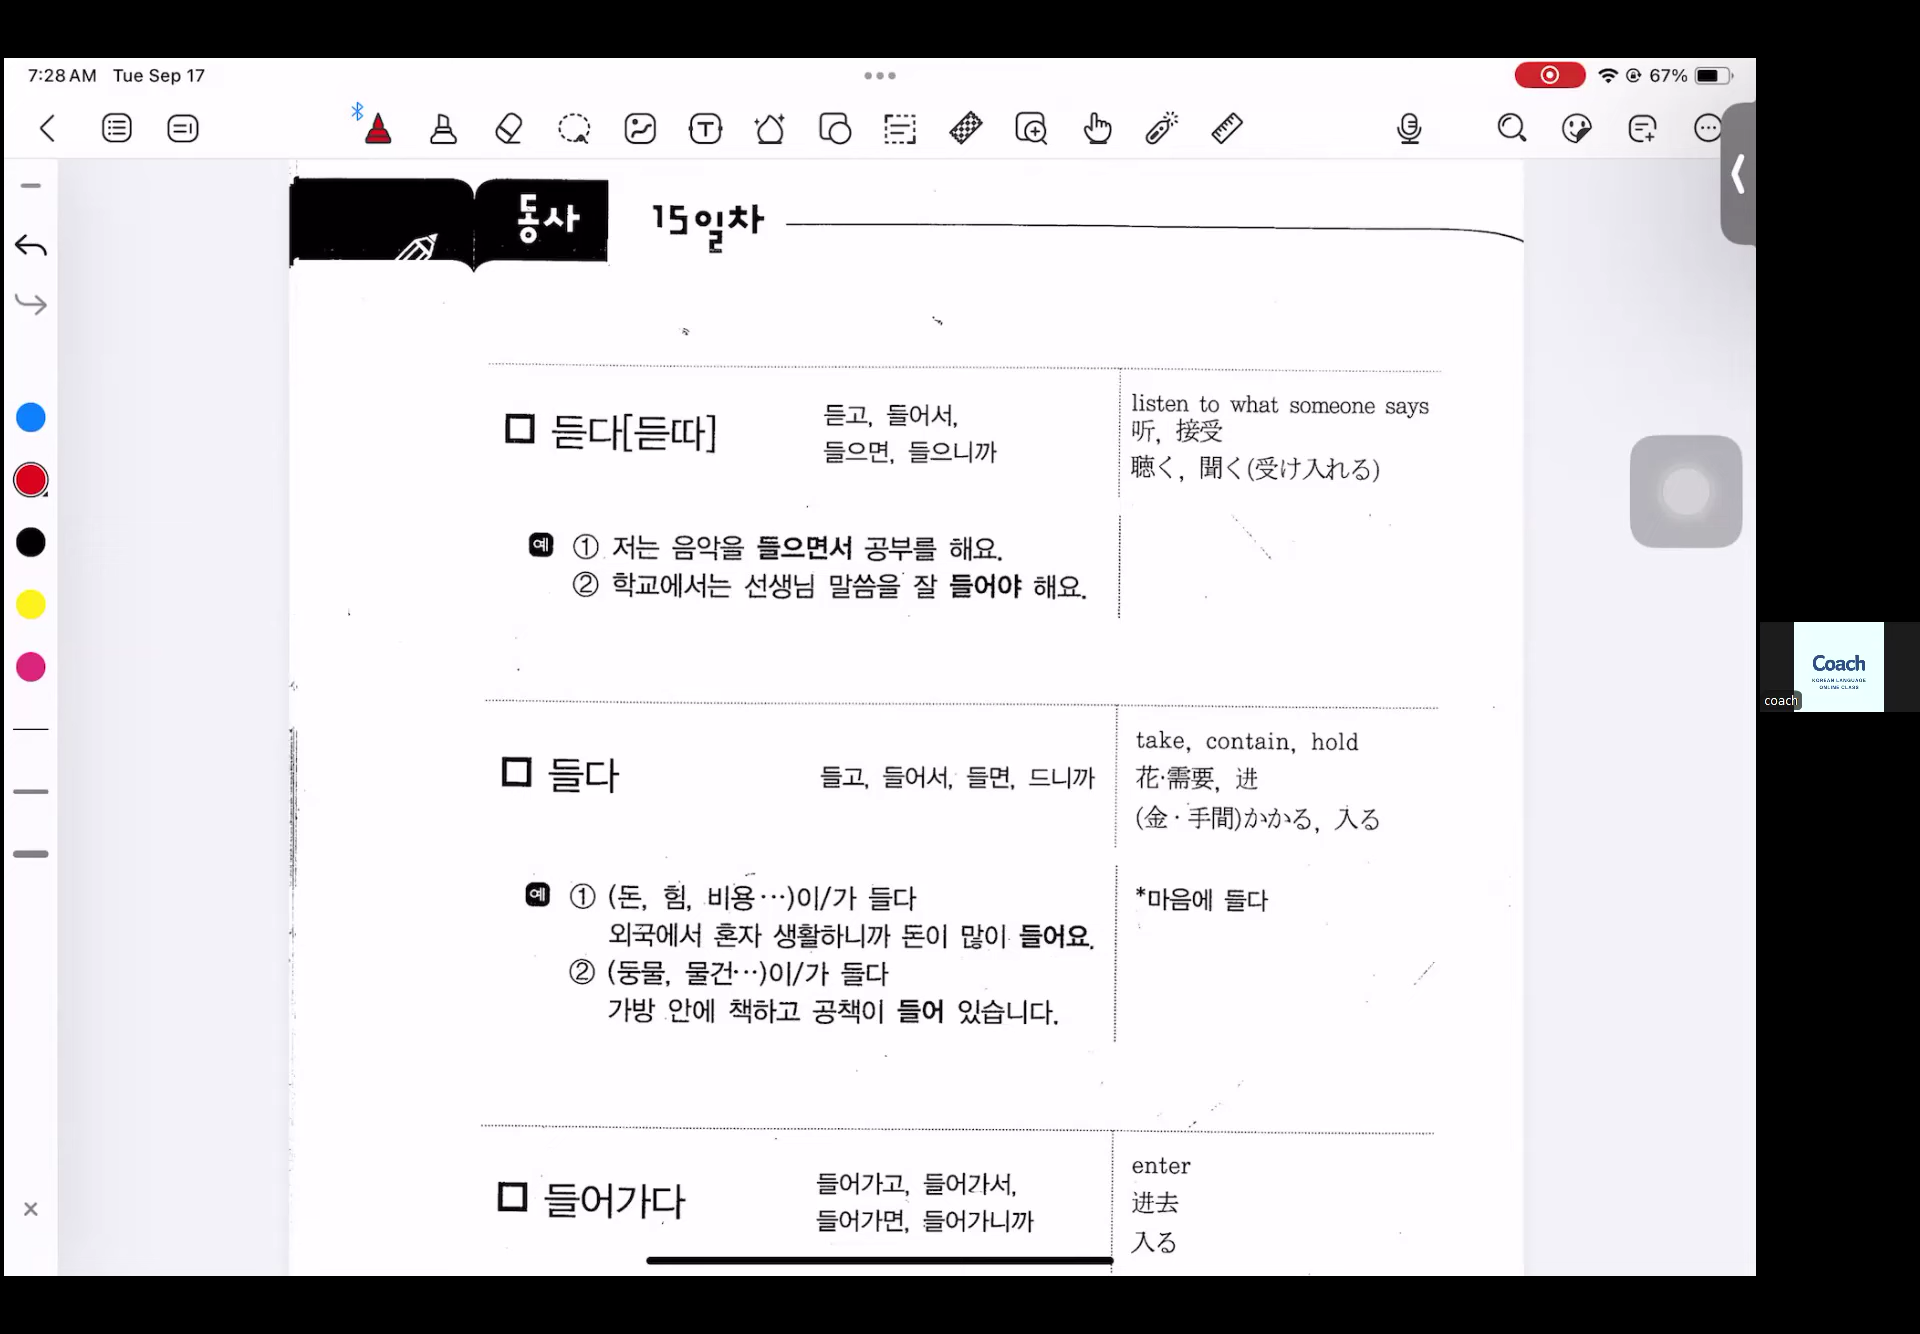 7:28 AM Tue Sep 17
67%
동사 15일차
듣다[듣따]
듣고, 들어서,
들으면, 들으니까
listen to what someone says
听, 接受
聴く, 聞く(受け入れる)
예 ① 저는 음악을 들으면서 공부를 해요.
② 학교에서는 선생님 말씀을 잘 들어야 해요.
들다
들고, 들어서, 들면, 드니까
take, contain, hold
花·需要, 进
(金·手間)かかる, 入る
예 ① (돈, 힘, 비용…)이/가 들다
외국에서 혼자 생활하니까 돈이 많이 들어요.
② (동물, 물건…)이/가 들다
가방 안에 책하고 공책이 들어 있습니다.
*마음에 들다
들어가다
들어가고, 들어가서,
들어가면, 들어가니까
enter
进去
入る
Coach
KOREAN LANGUAGE
ONLINE CLASS
coach